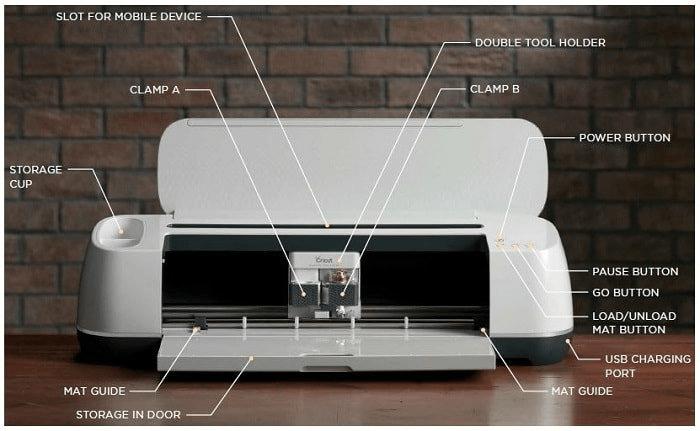 SLOT FOR MOBILE DEVICE
DOUBLE TOOL HOLDER
CLAMP A
CLAMP B
POWER BUTTON
STORAGE
CUP
Cricut
PAUSE BUTTON
GO BUTTON
LOAD/UNLOAD
MAT BUTTON
USB CHARGING
PORT
MAT GUIDE
MAT GUIDE
STORAGE IN DOOR